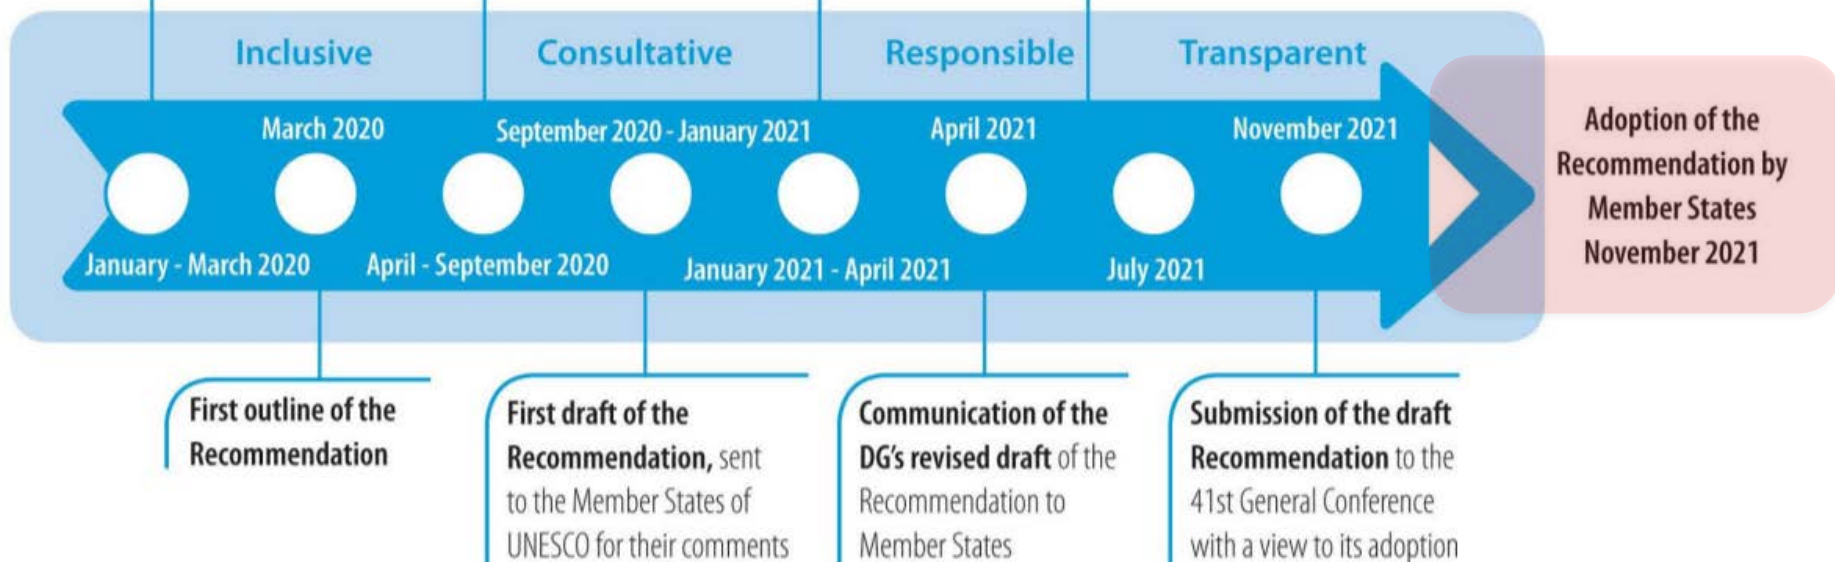 Inclusive
Consultative
Responsible
Transparent
March 2020
September 2020 - January 2021
April 2021
November 2021
January - March 2020
April - September 2020
January 2021 - April 2021
July 2021
Adoption of the
Recommendation by
Member States
November 2021
First outline of the
Recommendation
First draft of the
Recommendation, sent
to the Member States of
UNESCO for their comments
Communication of the
DG's revised draft of the
Recommendation to
Member States
Submission of the draft
Recommendation to the
41st General Conference
with a view to its adoption